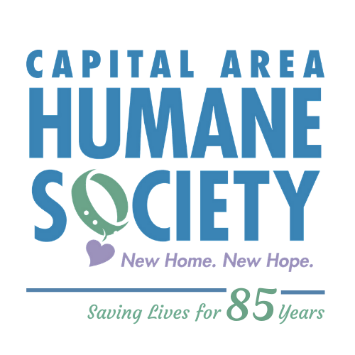 CAPITAL AREA
HUMANE
SOCIETY
New Home. New Hope.
Saving Lives for 85 Years